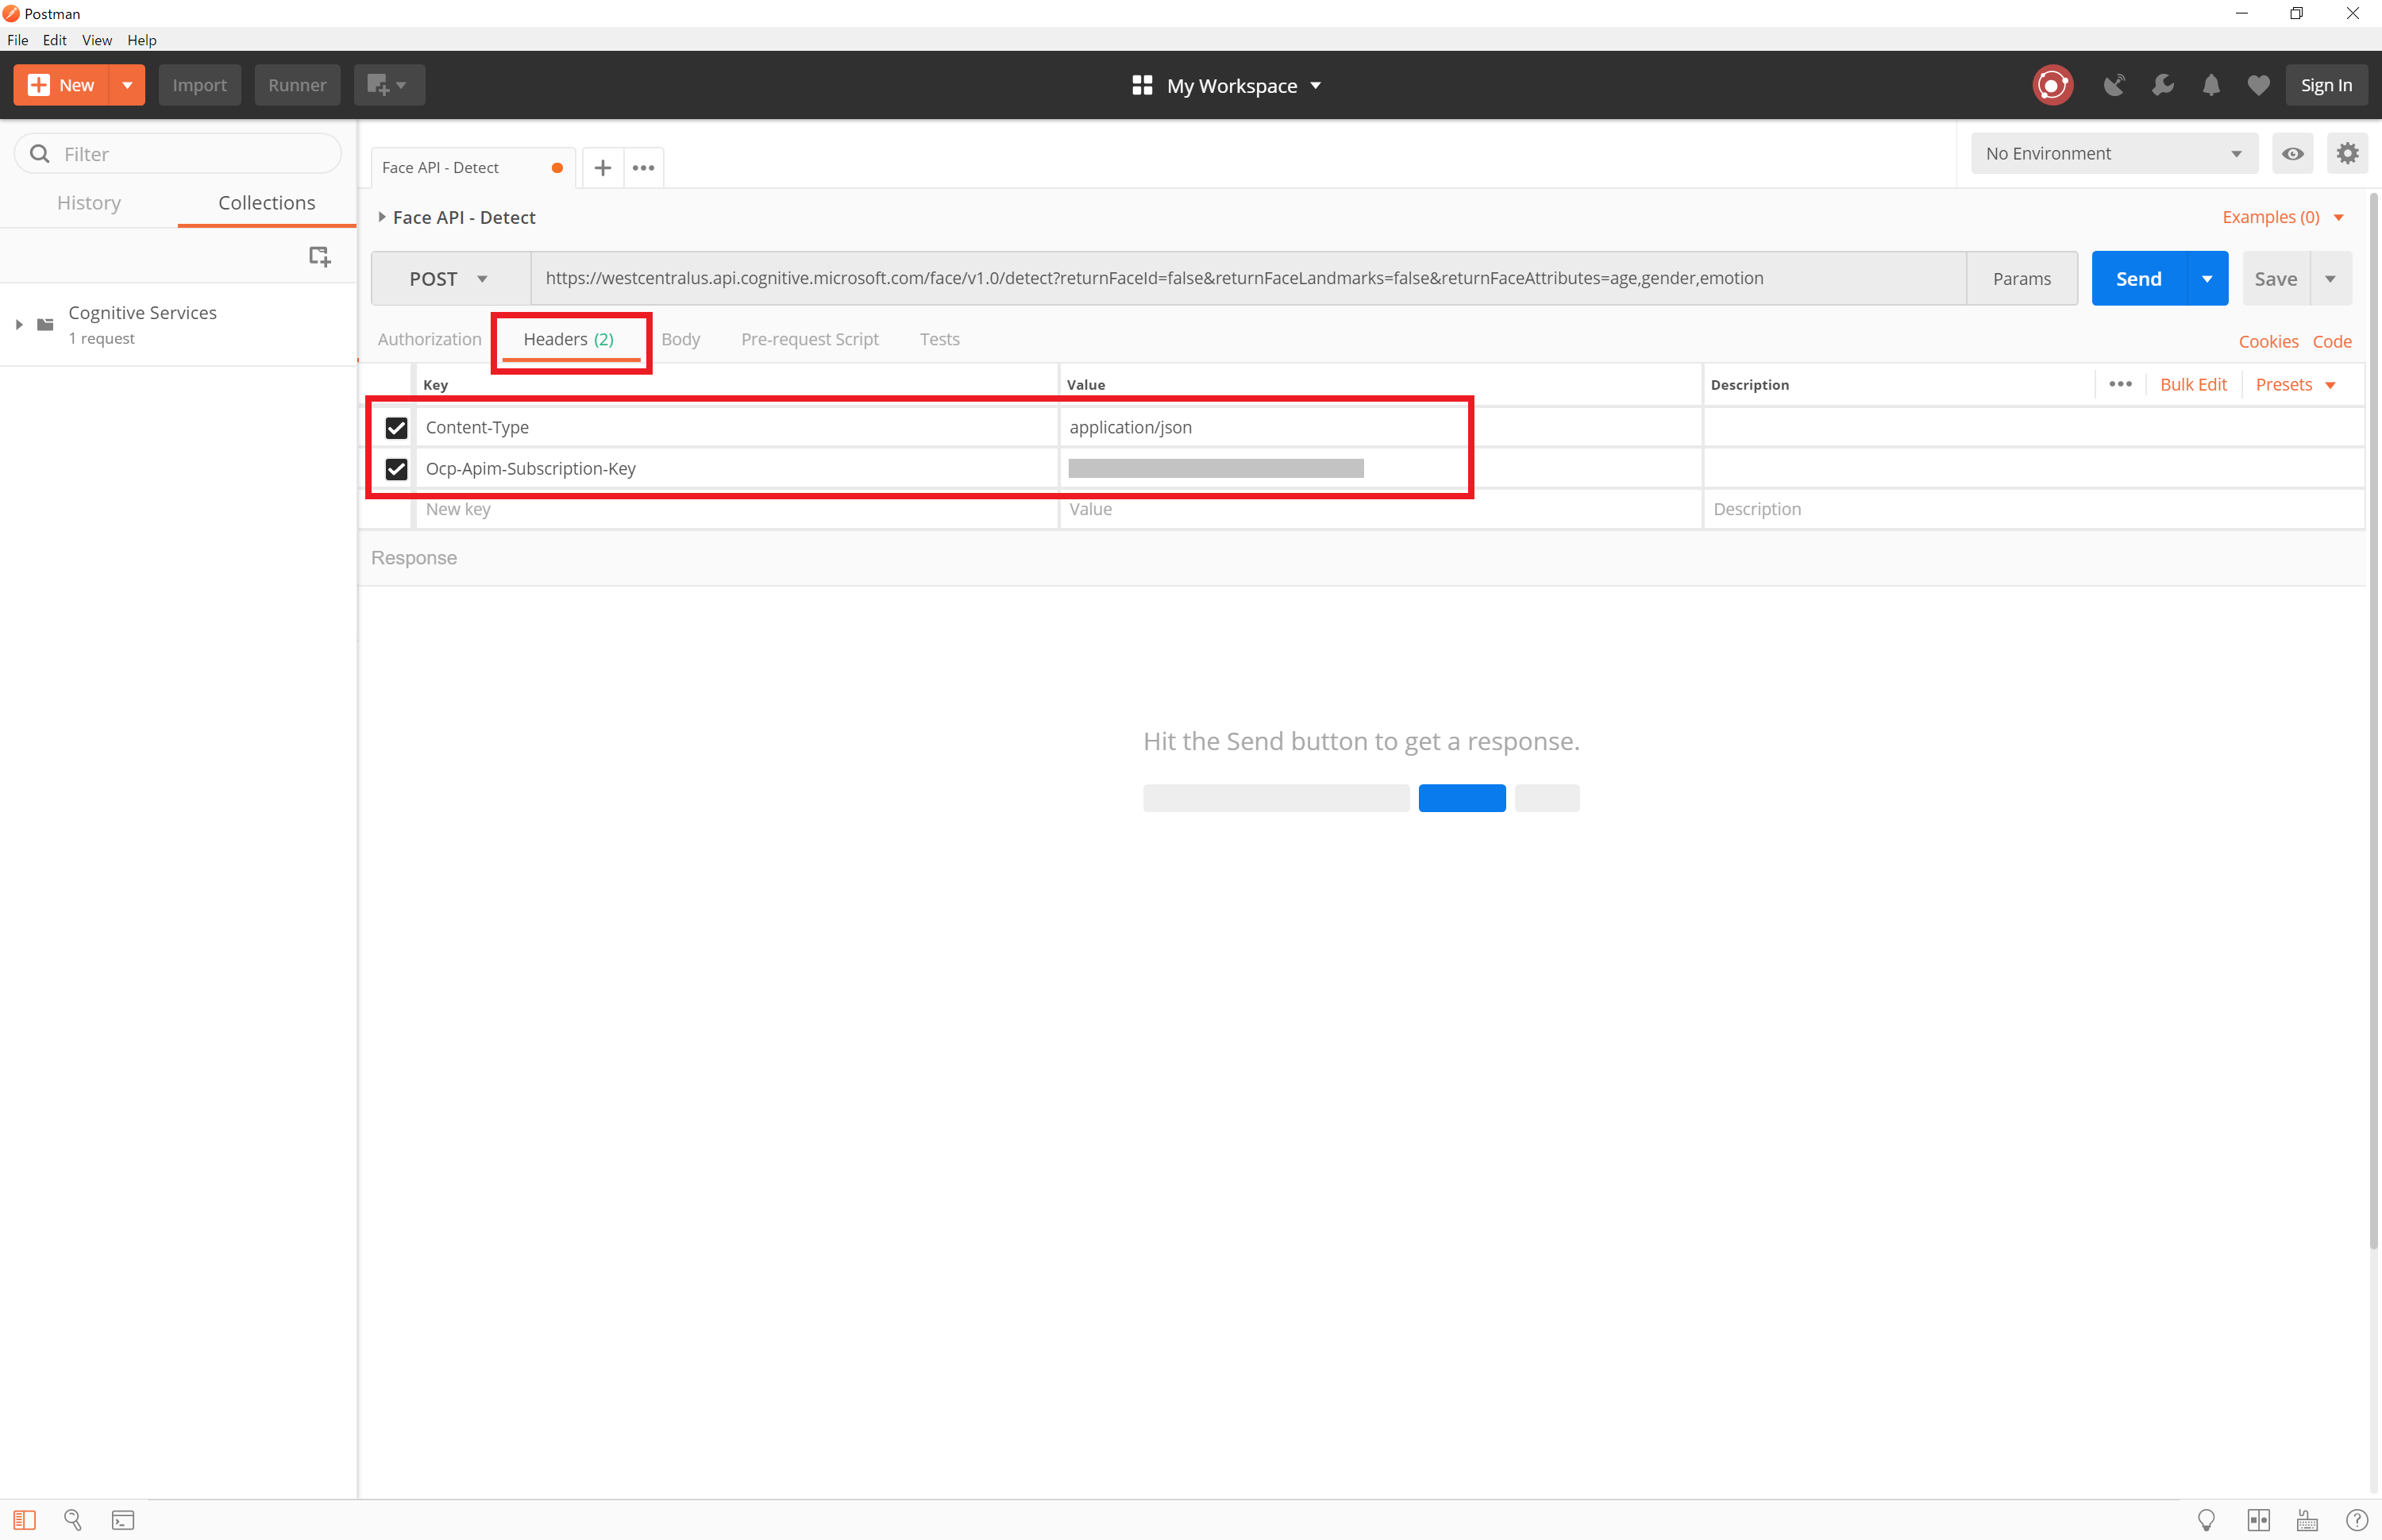 Postman
File Edit View Help
New Import Runner My Workspace Sign In
Filter
History Collections
Cognitive Services
1 request
Face API - Detect No Environment
Face API - Detect Examples (0)
POST https://westcentralus.api.cognitive.microsoft.com/face/v1.0/detect?returnFaceId=false&returnFaceLandmarks=false&returnFaceAttributes=age,gender,emotion Params Send Save
Authorization Headers (2) Body Pre-request Script Tests Cookies Code
Key Value Description Bulk Edit Presets
Content-Type application/json
Ocp-Apim-Subscription-Key
New key Value Description
Response
Hit the Send button to get a response.